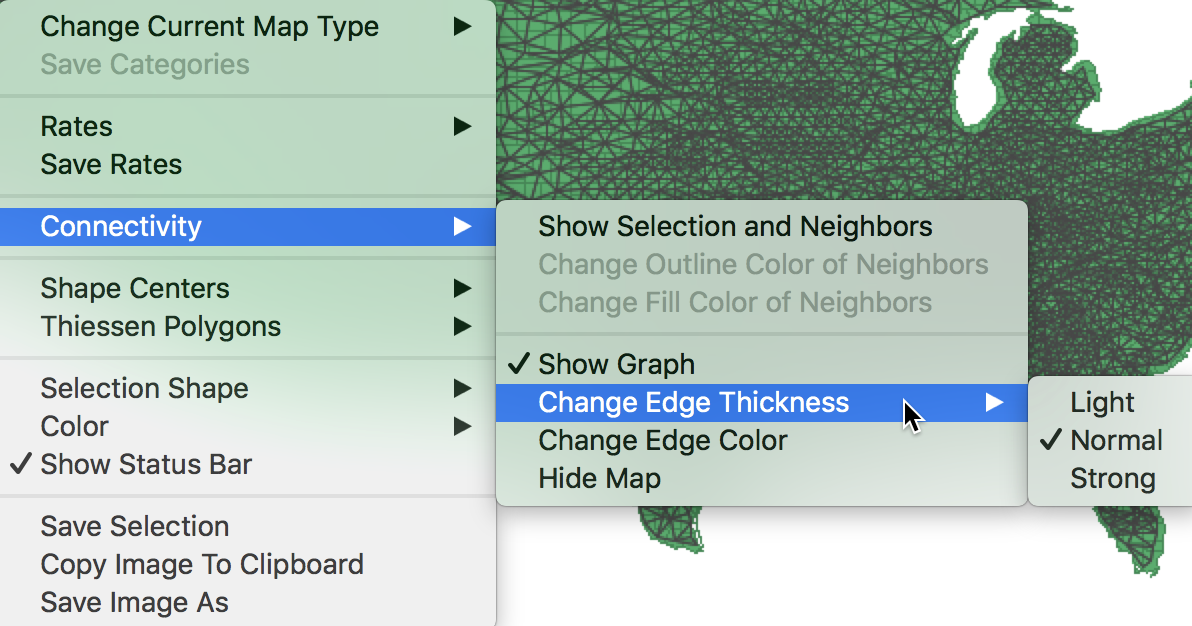 Change Current Map Type
Save Categories
Rates
Save Rates
Connectivity
Shape Centers
Thiessen Polygons
Selection Shape
Color
Show Status Bar
Save Selection
Copy Image To Clipboard
Save Image As
Show Selection and Neighbors
Change Outline Color of Neighbors
Change Fill Color of Neighbors
Show Graph
Change Edge Thickness
Change Edge Color
Hide Map
Light
Normal
Strong